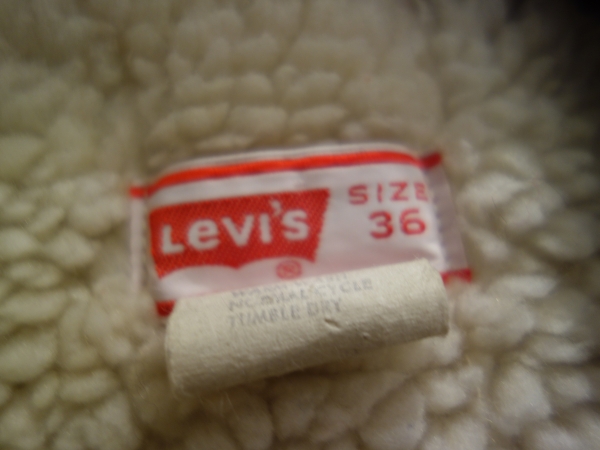 Levi's
SIZE
36
®
NORMAL CYCLE
TUMBLE DRY